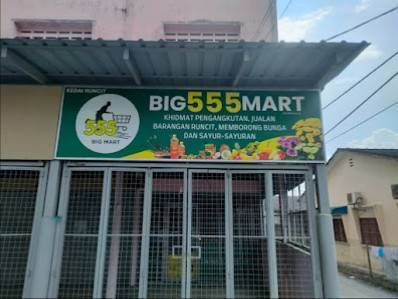 KEDAI RUNCIT
555
BIG MART
BIG555MART
KHIDMAT PENGANGKUTAN, JUALAN
BARANGAN RUNCIT, MEMBORONG BUNGA
DAN SAYUR-SAYURAN